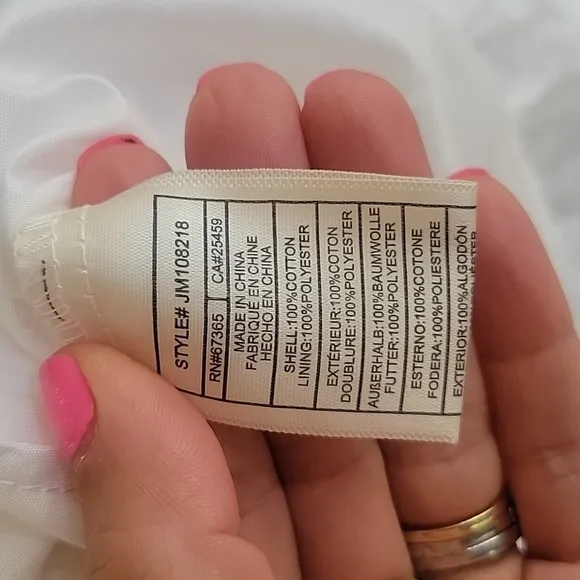 STYLE# JM108218
RN#67365 CA#25459
MADE IN CHINA
FABRIQUÉ EN CHINE
HECHO EN CHINA
SHELL:100%COTTON
LINING:100%POLYESTER
EXTÉRIEUR:100%COTON
DOUBLURE:100%POLYESTER
AUßERHALB:100%BAUMWOLLE
FUTTER:100%POLYESTER
ESTERNO:100%COTONE
FODERA:100%POLIESTERE
EXTERIOR:100%ALGODÓN